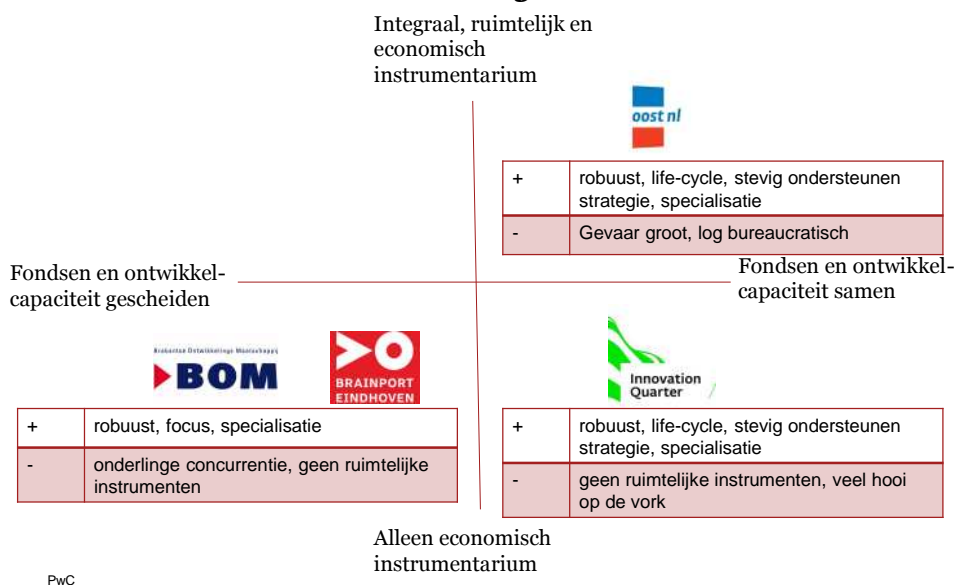 Integraal, ruimtelijk en
economisch
instrumentarium
oost nl
+
robuust, life-cycle, stevig ondersteunen
strategie, specialisatie
-
Gevaar groot, log bureaucratisch
Fondsen en ontwikkel-
capaciteit gescheiden
Fondsen en ontwikkel-
capaciteit samen
Brabantse Ontwikkelings Maatschappij
BOM
BRAINPORT
EINDHOVEN
Innovation
Quarter
+
robuust, focus, specialisatie
-
onderlinge concurrentie, geen ruimtelijke
instrumenten
+
robuust, life-cycle, stevig ondersteunen
strategie, specialisatie
-
geen ruimtelijke instrumenten, veel hooi
op de vork
Alleen economisch
instrumentarium
PwC